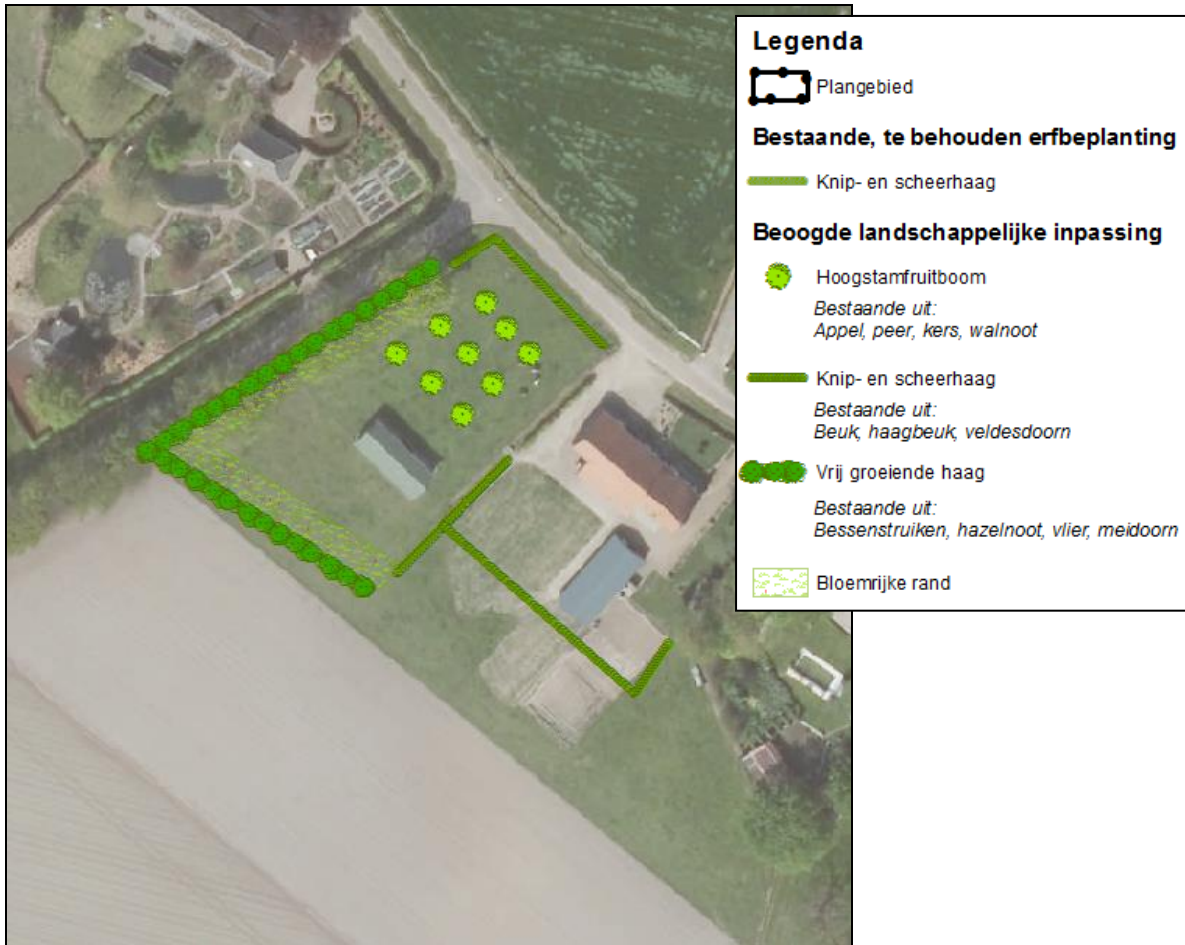 Legenda
Plangebied
Bestaande, te behouden erfbeplanting
Knip- en scheerhaag
Beoogde landschappelijke inpassing
Hoogstamfruitboom
Bestaande uit:
Appel, peer, kers, walnoot
Knip- en scheerhaag
Bestaande uit:
Beuk, haagbeuk, veldesdoorn
Vrij groeiende haag
Bestaande uit:
Bessenstruiken, hazelnoot, vlier, meidoorn
Bloemrijke rand